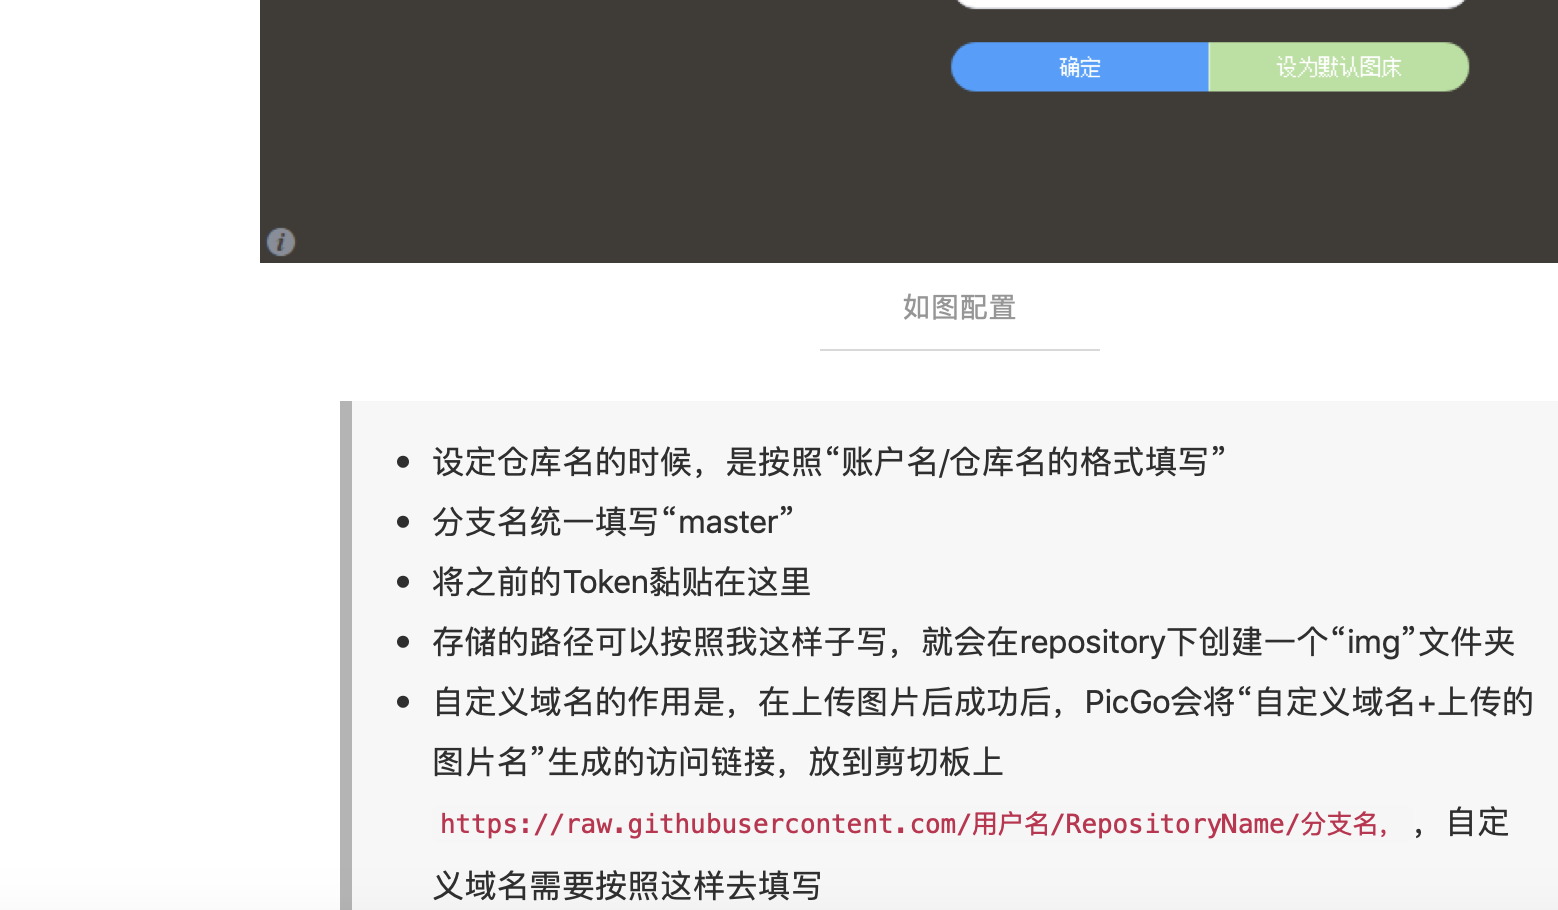 确定 设为默认图床
i
如图配置
设定仓库名的时候，是按照“账户名/仓库名的格式填写”
分支名统一填写“master”
将之前的Token黏贴在这里
存储的路径可以按照我这样子写，就会在repository下创建一个“img”文件夹
自定义域名的作用是，在上传图片后成功后，PicGo会将“自定义域名+上传的
图片名”生成的访问链接，放到剪切板上
https://raw.githubusercontent.com/用户名/RepositoryName/分支名， ，自定
义域名需要按照这样去填写